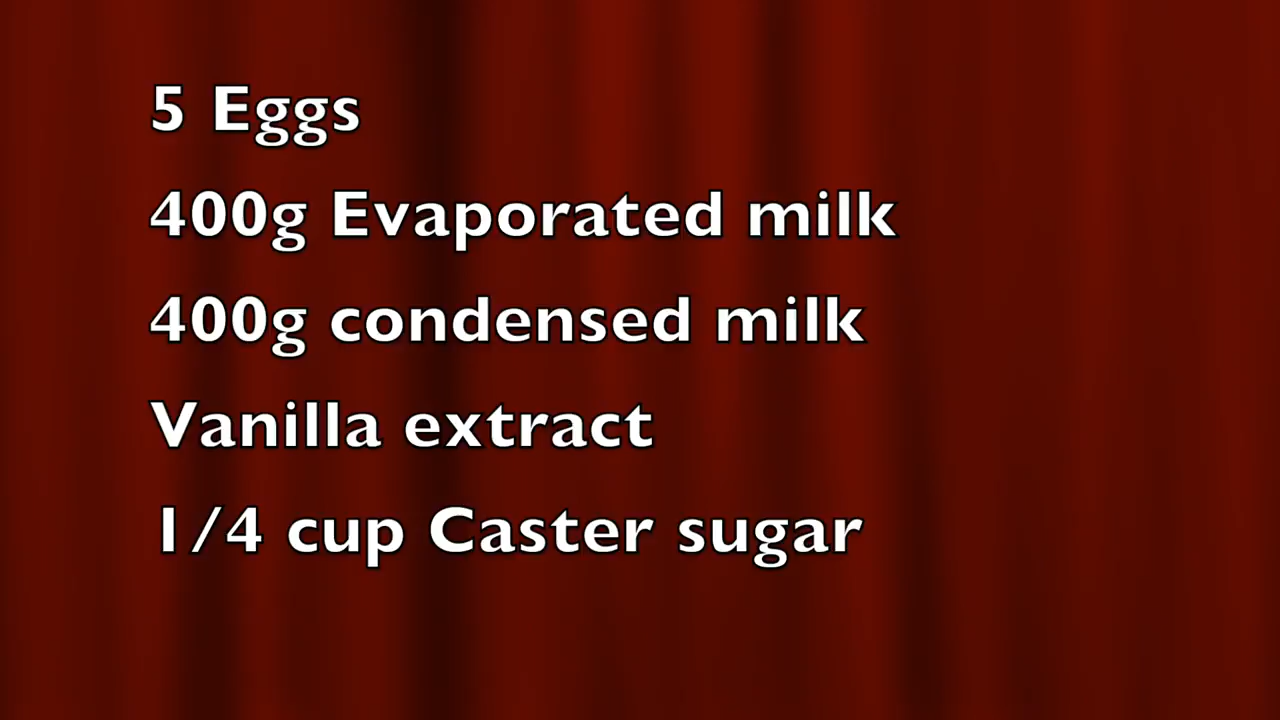 5 Eggs
400g Evaporated milk
400g condensed milk
Vanilla extract
1/4 cup Caster sugar